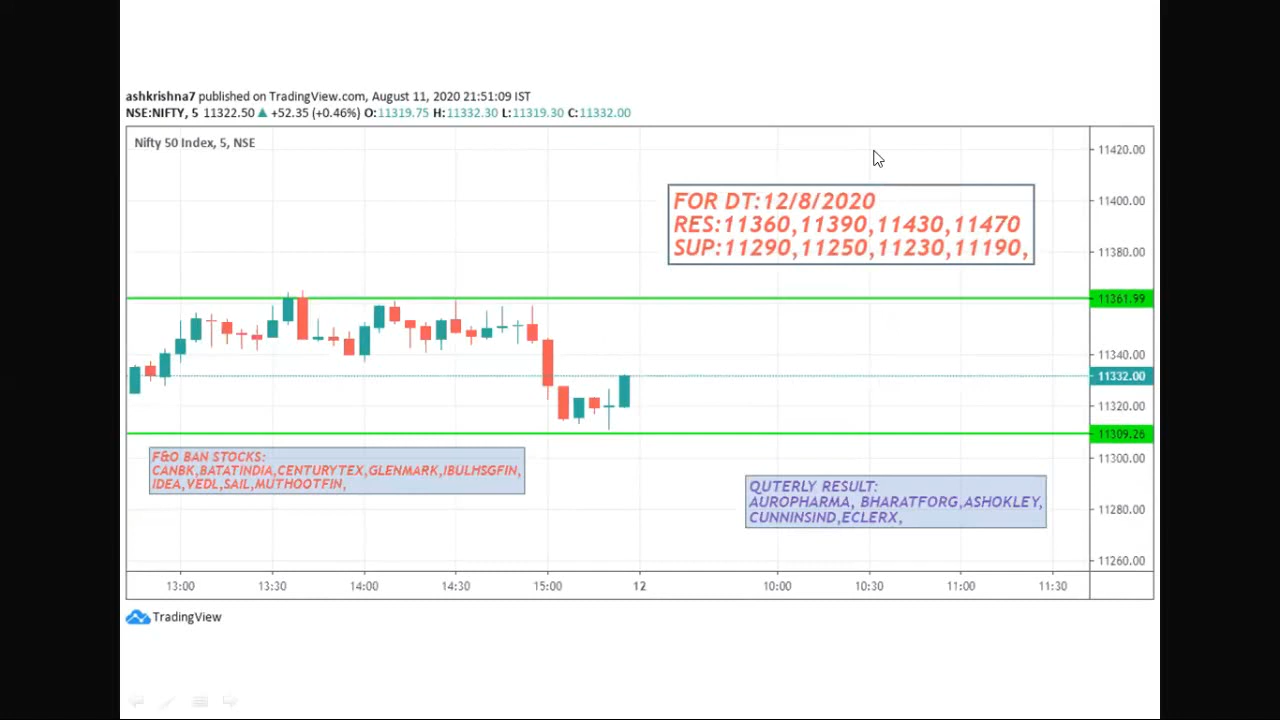 ashkrishna7 published on TradingView.com, August 11, 2020 21:51:09 IST
NSE:NIFTY, 5 11322.50 ▲ +52.35 (+0.46%) O:11319.75 H:11332.30 L:11319.30 C:11332.00
Nifty 50 Index, 5, NSE
11420.00
FOR DT:12/8/2020
RES:11360,11390,11430,11470
SUP:11290,11250,11230,11190,
11400.00
11380.00
11361.99
11340.00
11332.00
11320.00
11309.26
11300.00
11280.00
11260.00
F&O BAN STOCKS:
CANBK,BATATINDIA,CENTURYTEX,GLENMARK,IBULHSGFIN,
IDEA,VEDL,SAIL,MUTHOOTFIN,
QUTERLY RESULT:
AUROPHARMA, BHARATFORG,ASHOKLEY,
CUNNINSIND,ECLERX,
13:00 13:30 14:00 14:30 15:00 12 10:00 10:30 11:00 11:30
TradingView